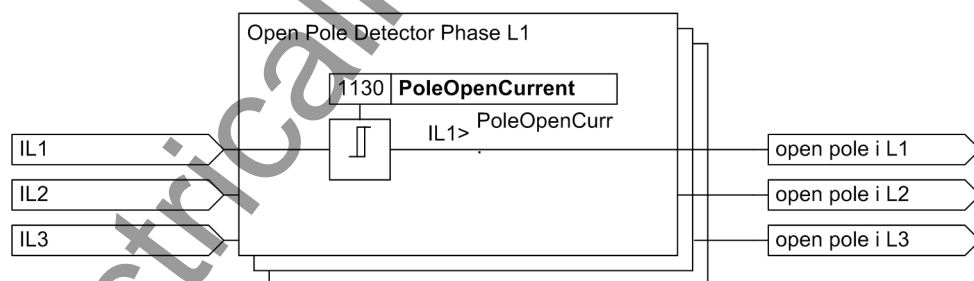 Open Pole Detector Phase L1
1130 PoleOpenCurrent
IL1> PoleOpenCurr.
IL1
open pole i L1
IL2
open pole i L2
IL3
open pole i L3